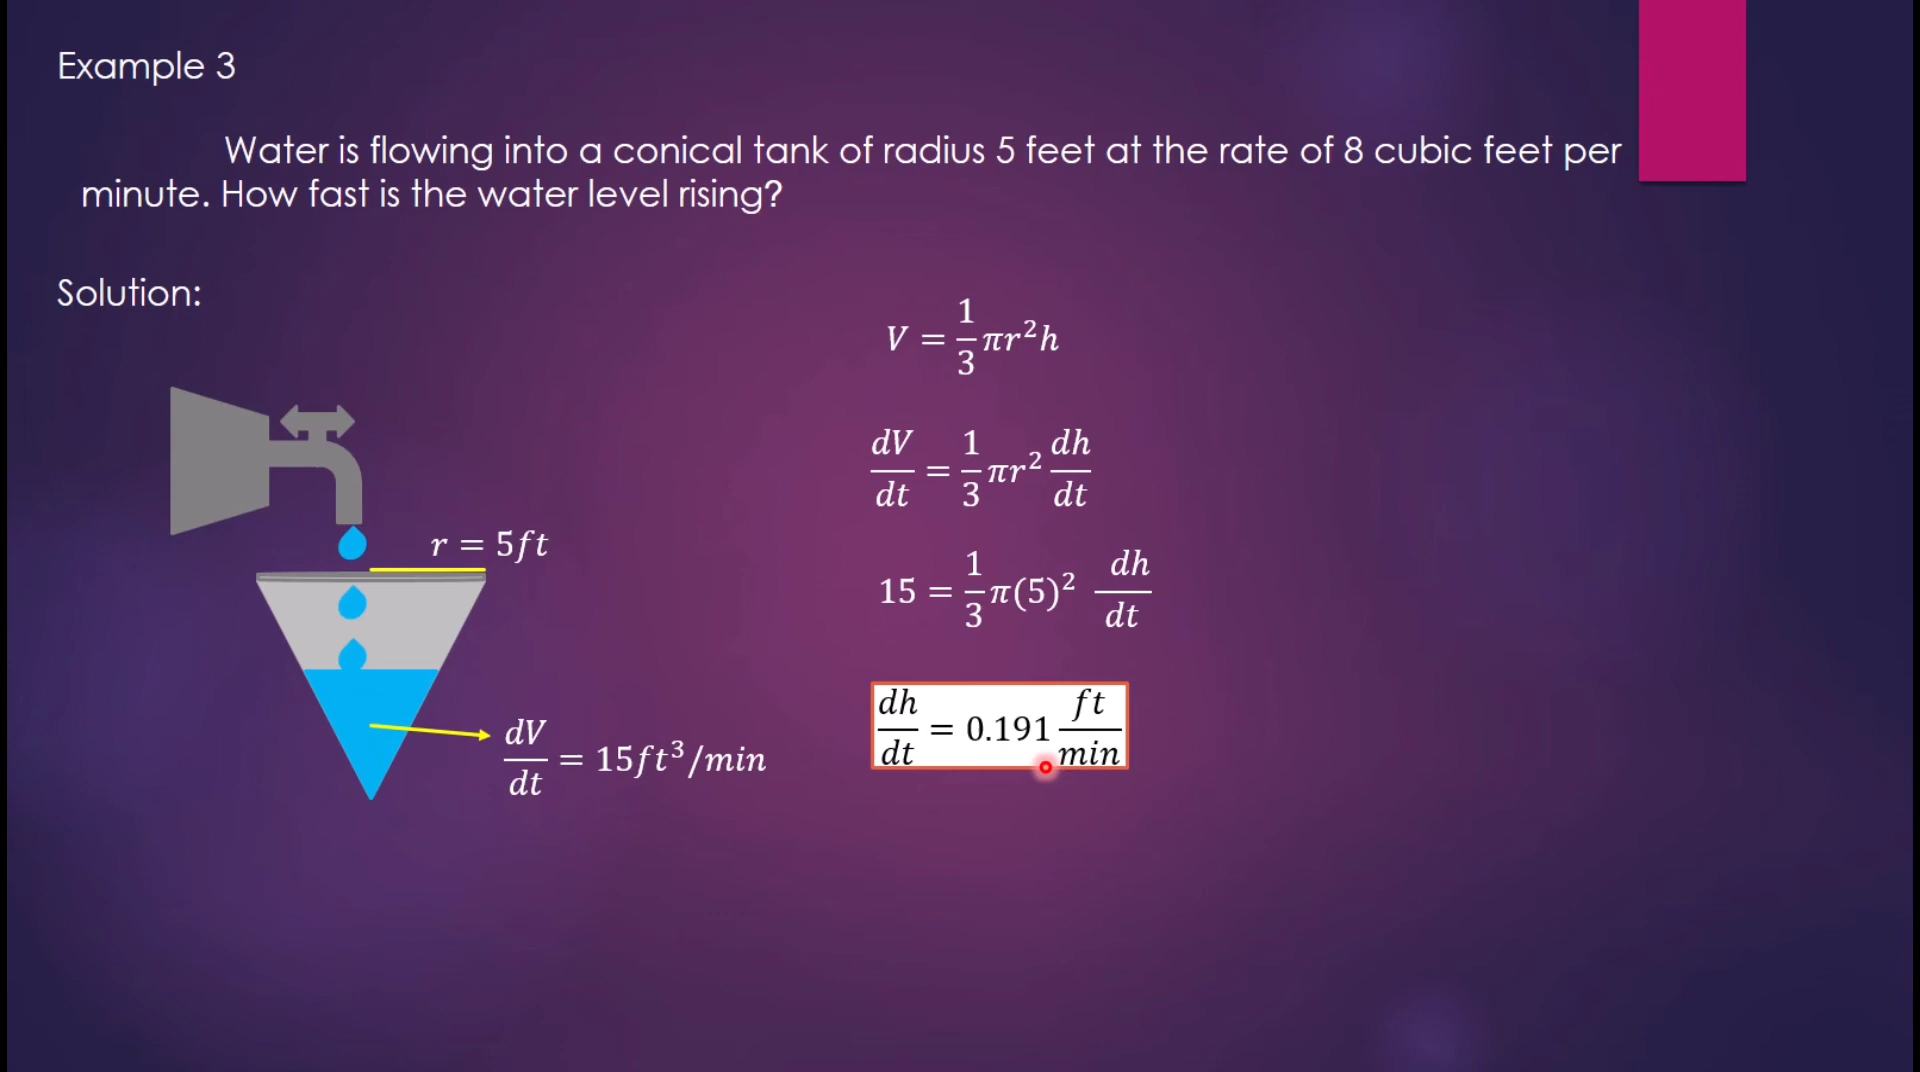 Example 3
Water is flowing into a conical tank of radius 5 feet at the rate of 8 cubic feet per
minute. How fast is the water level rising?
Solution:
V = 1/3 πr²h
dV/dt = 1/3 πr² dh/dt
r = 5ft
15 = 1/3 π(5)² dh/dt
dV/dt = 15ft³/min
dh/dt = 0.191 ft/min